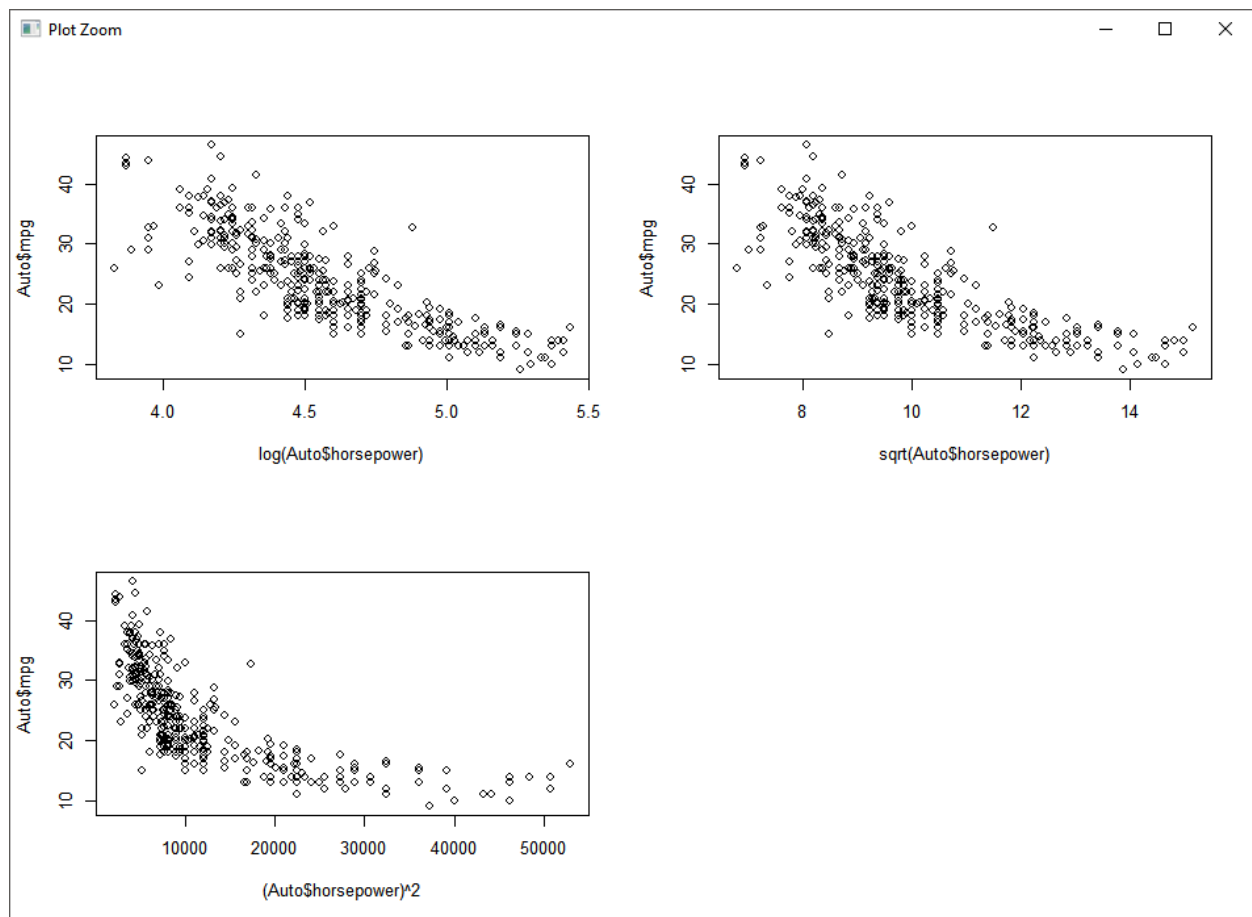 Plot Zoom
Auto$mpg
40
30
20
10
4.0 4.5 5.0 5.5
log(Auto$horsepower)
Auto$mpg
40
30
20
10
8 10 12 14
sqrt(Auto$horsepower)
Auto$mpg
40
30
20
10
10000 20000 30000 40000 50000
(Auto$horsepower)^2